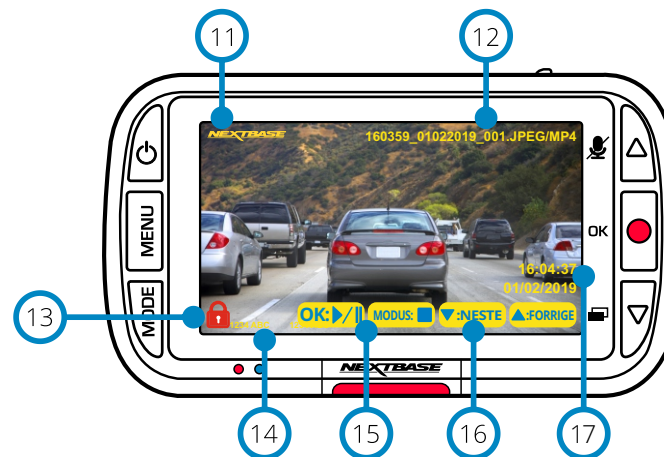 11
12
NEXTBASE
160359_01022019_001.JPEG/MP4
MENU
OK
16:04:37
01/02/2019
13
MODE
OK: MODUS: :NESTE :FORRIGE
NEXTBASE
14
15
16
17